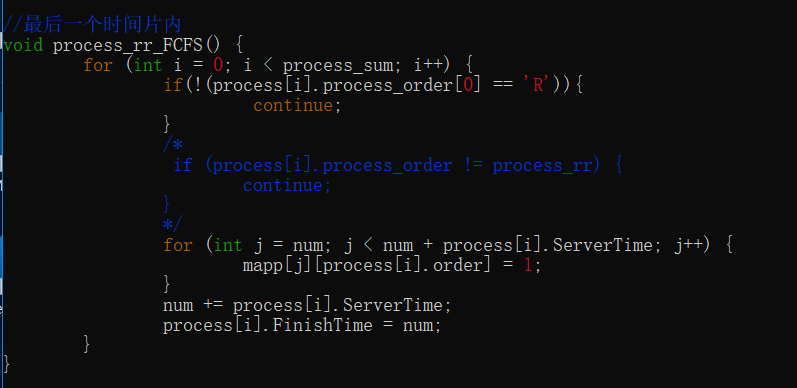 //最后一个时间片内
void process_rr_FCFS() {
        for (int i = 0; i < process_sum; i++) {
                if(!(process[i].process_order[0] == 'R')){
                         continue;
                }
                /*
                 if (process[i].process_order != process_rr) {
                        continue;
                }
                */
                for (int j = num; j < num + process[i].ServerTime; j++) {
                        mapp[j][process[i].order] = 1;
                }
                num += process[i].ServerTime;
                process[i].FinishTime = num;
        }
}